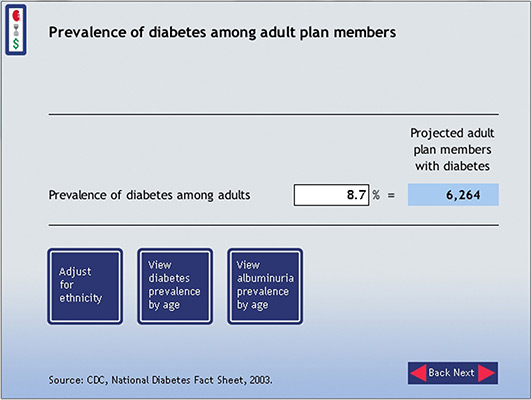 $
Prevalence of diabetes among adult plan members
Projected adult
plan members
with diabetes
Prevalence of diabetes among adults 8.7 % = 6,264
Adjust
for
ethnicity
View
diabetes
prevalence
by age
View
albuminuria
prevalence
by age
Source: CDC, National Diabetes Fact Sheet, 2003.
Back Next